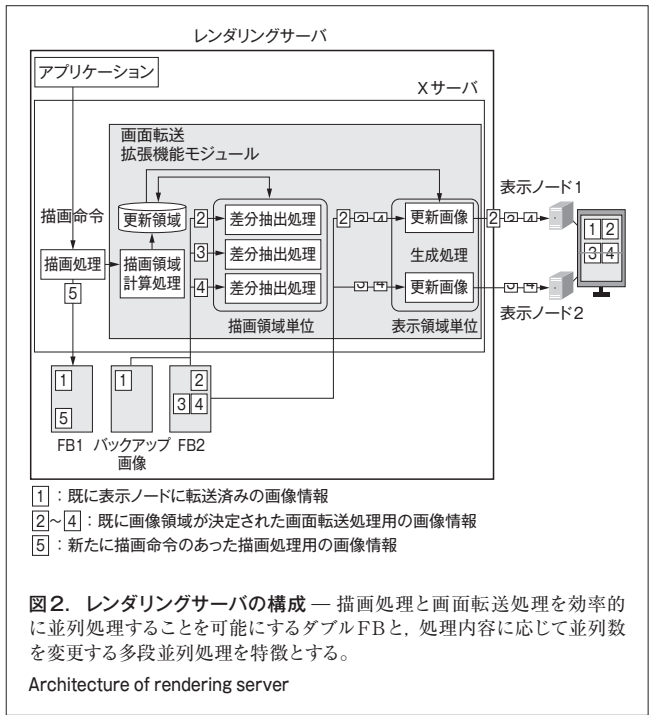 レンダリングサーバ
アプリケーション
Xサーバ
画面転送
拡張機能モジュール
描画命令
更新領域
2
差分抽出処理
2
更新画像
2
表示ノード1
描画処理
描画領域
計算処理
3
差分抽出処理
生成処理
1 2
3 4
5
4
差分抽出処理
更新画像
表示ノード2
描画領域単位
表示領域単位
1
5
1
2
3 4
FB1
バックアップ
画像
FB2
1:既に表示ノードに転送済みの画像情報
2~4:既に画像領域が決定された画面転送処理用の画像情報
5:新たに描画命令のあった描画処理用の画像情報
図2. レンダリングサーバの構成 — 描画処理と画面転送処理を効率的
に並列処理することを可能にするダブルFBと,処理内容に応じて並列数
を変更する多段並列処理を特徴とする。
Architecture of rendering server